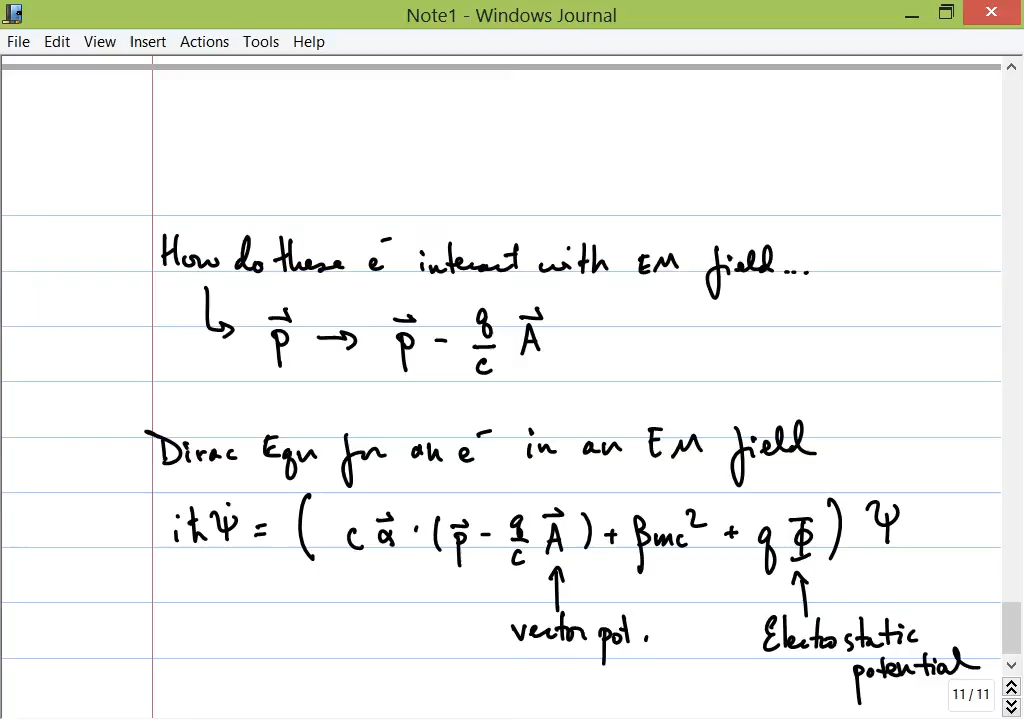 Note1 - Windows Journal
File Edit View Insert Actions Tools Help
How do these e⁻ interact with EM field...
↳ p⃗ → p⃗ - q/c A⃗
Dirac Eqn for an e⁻ in an EM field
iħ Ψ̇ = ( c α⃗ · (p⃗ - q/c A⃗) + βmc² + q Φ ) Ψ
↑ ↑
vector pot. Electrostatic
potential
11 / 11